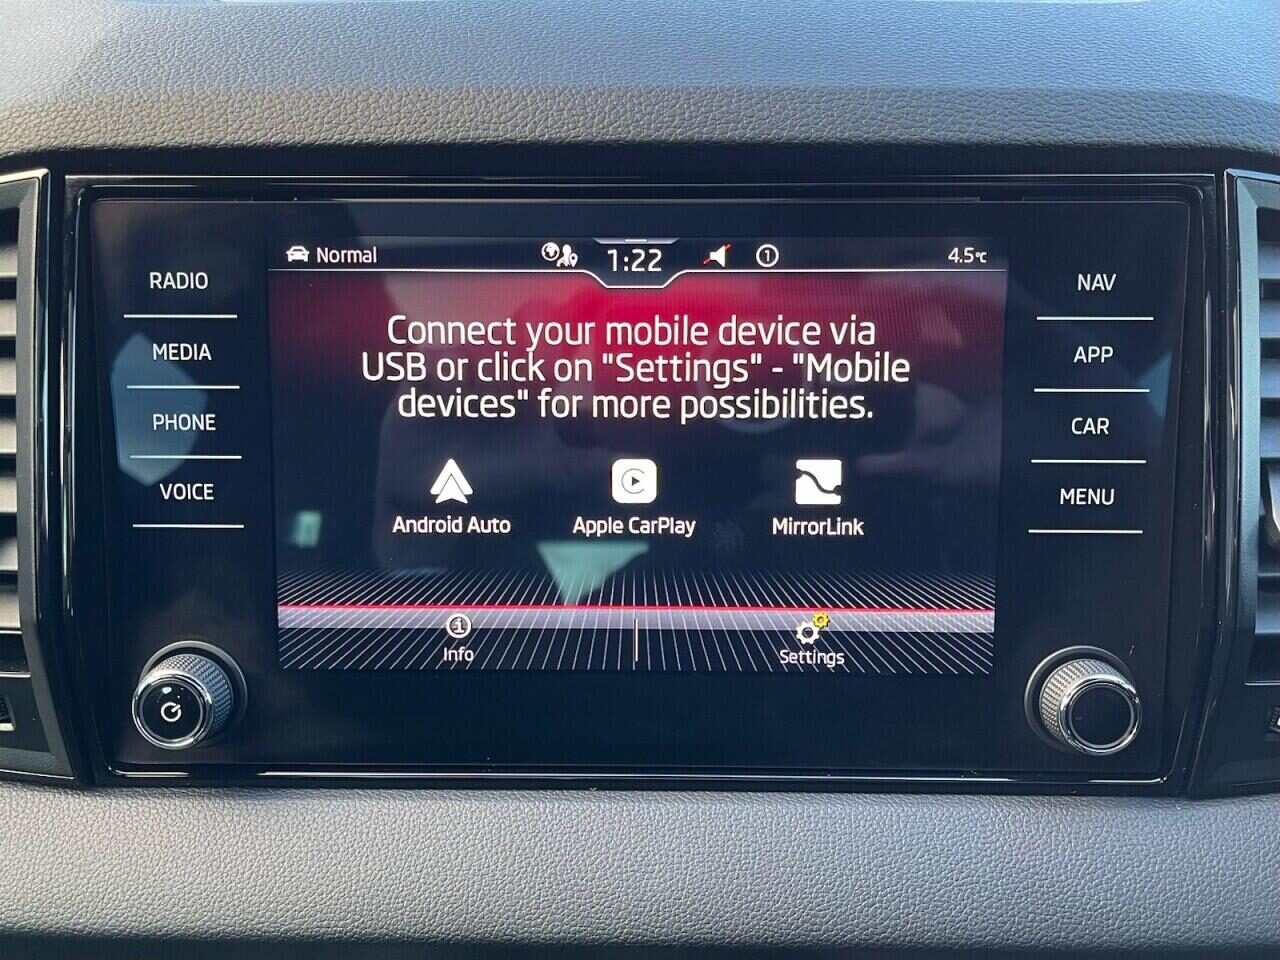 Normal
1:22
1
4.5°C
RADIO
MEDIA
PHONE
VOICE
Connect your mobile device via
USB or click on "Settings" - "Mobile
devices" for more possibilities.
Android Auto
Apple CarPlay
MirrorLink
i
Info
Settings
NAV
APP
CAR
MENU